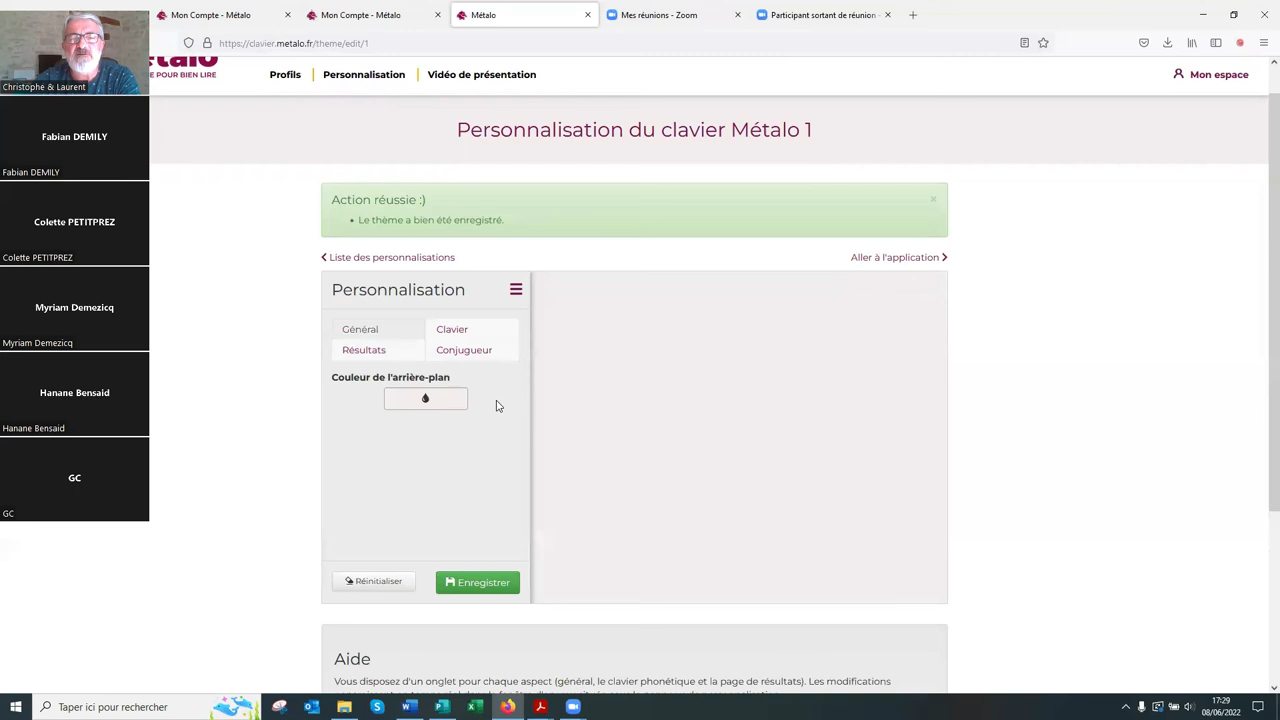 Mon Compte - Métalo
Mon Compte - Métalo
Métalo
Mes réunions - Zoom
Participant sortant de réunion
https://clavier.metalo.fr/theme/edit/1
E POUR BIEN LIRE
Profils
Personnalisation
Vidéo de présentation
Mon espace
Christophe & Laurent
Personnalisation du clavier Métalo 1
Fabian DEMILY
Fabian DEMILY
Action réussie :)
Le thème a bien été enregistré.
Colette PETITPREZ
Colette PETITPREZ
Liste des personnalisations
Aller à l'application
Personnalisation
Myriam Demezicq
Myriam Demezicq
Général
Clavier
Résultats
Conjugueur
Couleur de l'arrière-plan
Hanane Bensaid
Hanane Bensaid
GC
GC
Réinitialiser
Enregistrer
Aide
Vous disposez d'un onglet pour chaque aspect (général, le clavier phonétique et la page de résultats). Les modifications
Taper ici pour rechercher
17:29
08/06/2022